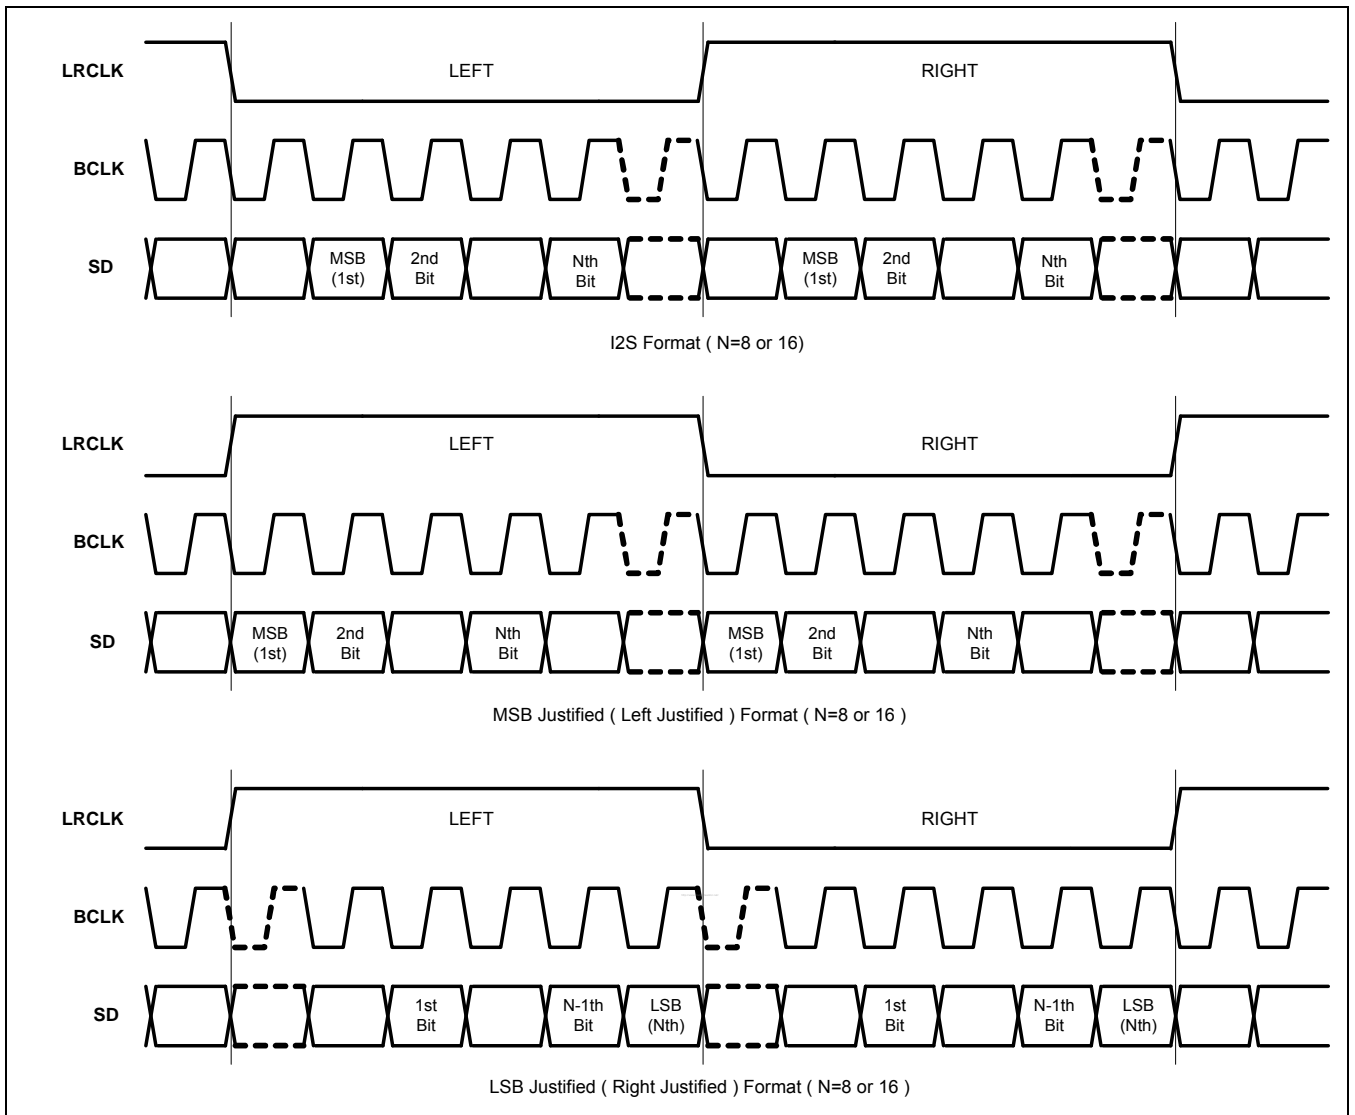 LRCLK LEFT RIGHT
BCLK
SD MSB (1st) 2nd Bit Nth Bit MSB (1st) 2nd Bit Nth Bit
I2S Format ( N=8 or 16)
LRCLK LEFT RIGHT
BCLK
SD MSB (1st) 2nd Bit Nth Bit MSB (1st) 2nd Bit Nth Bit
MSB Justified ( Left Justified ) Format ( N=8 or 16 )
LRCLK LEFT RIGHT
BCLK
SD 1st Bit N-1th Bit LSB (Nth) 1st Bit N-1th Bit LSB (Nth)
LSB Justified ( Right Justified ) Format ( N=8 or 16 )